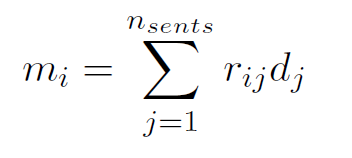 m_i = \sum_{j=1}^{n_{sents}} r_{ij} d_j